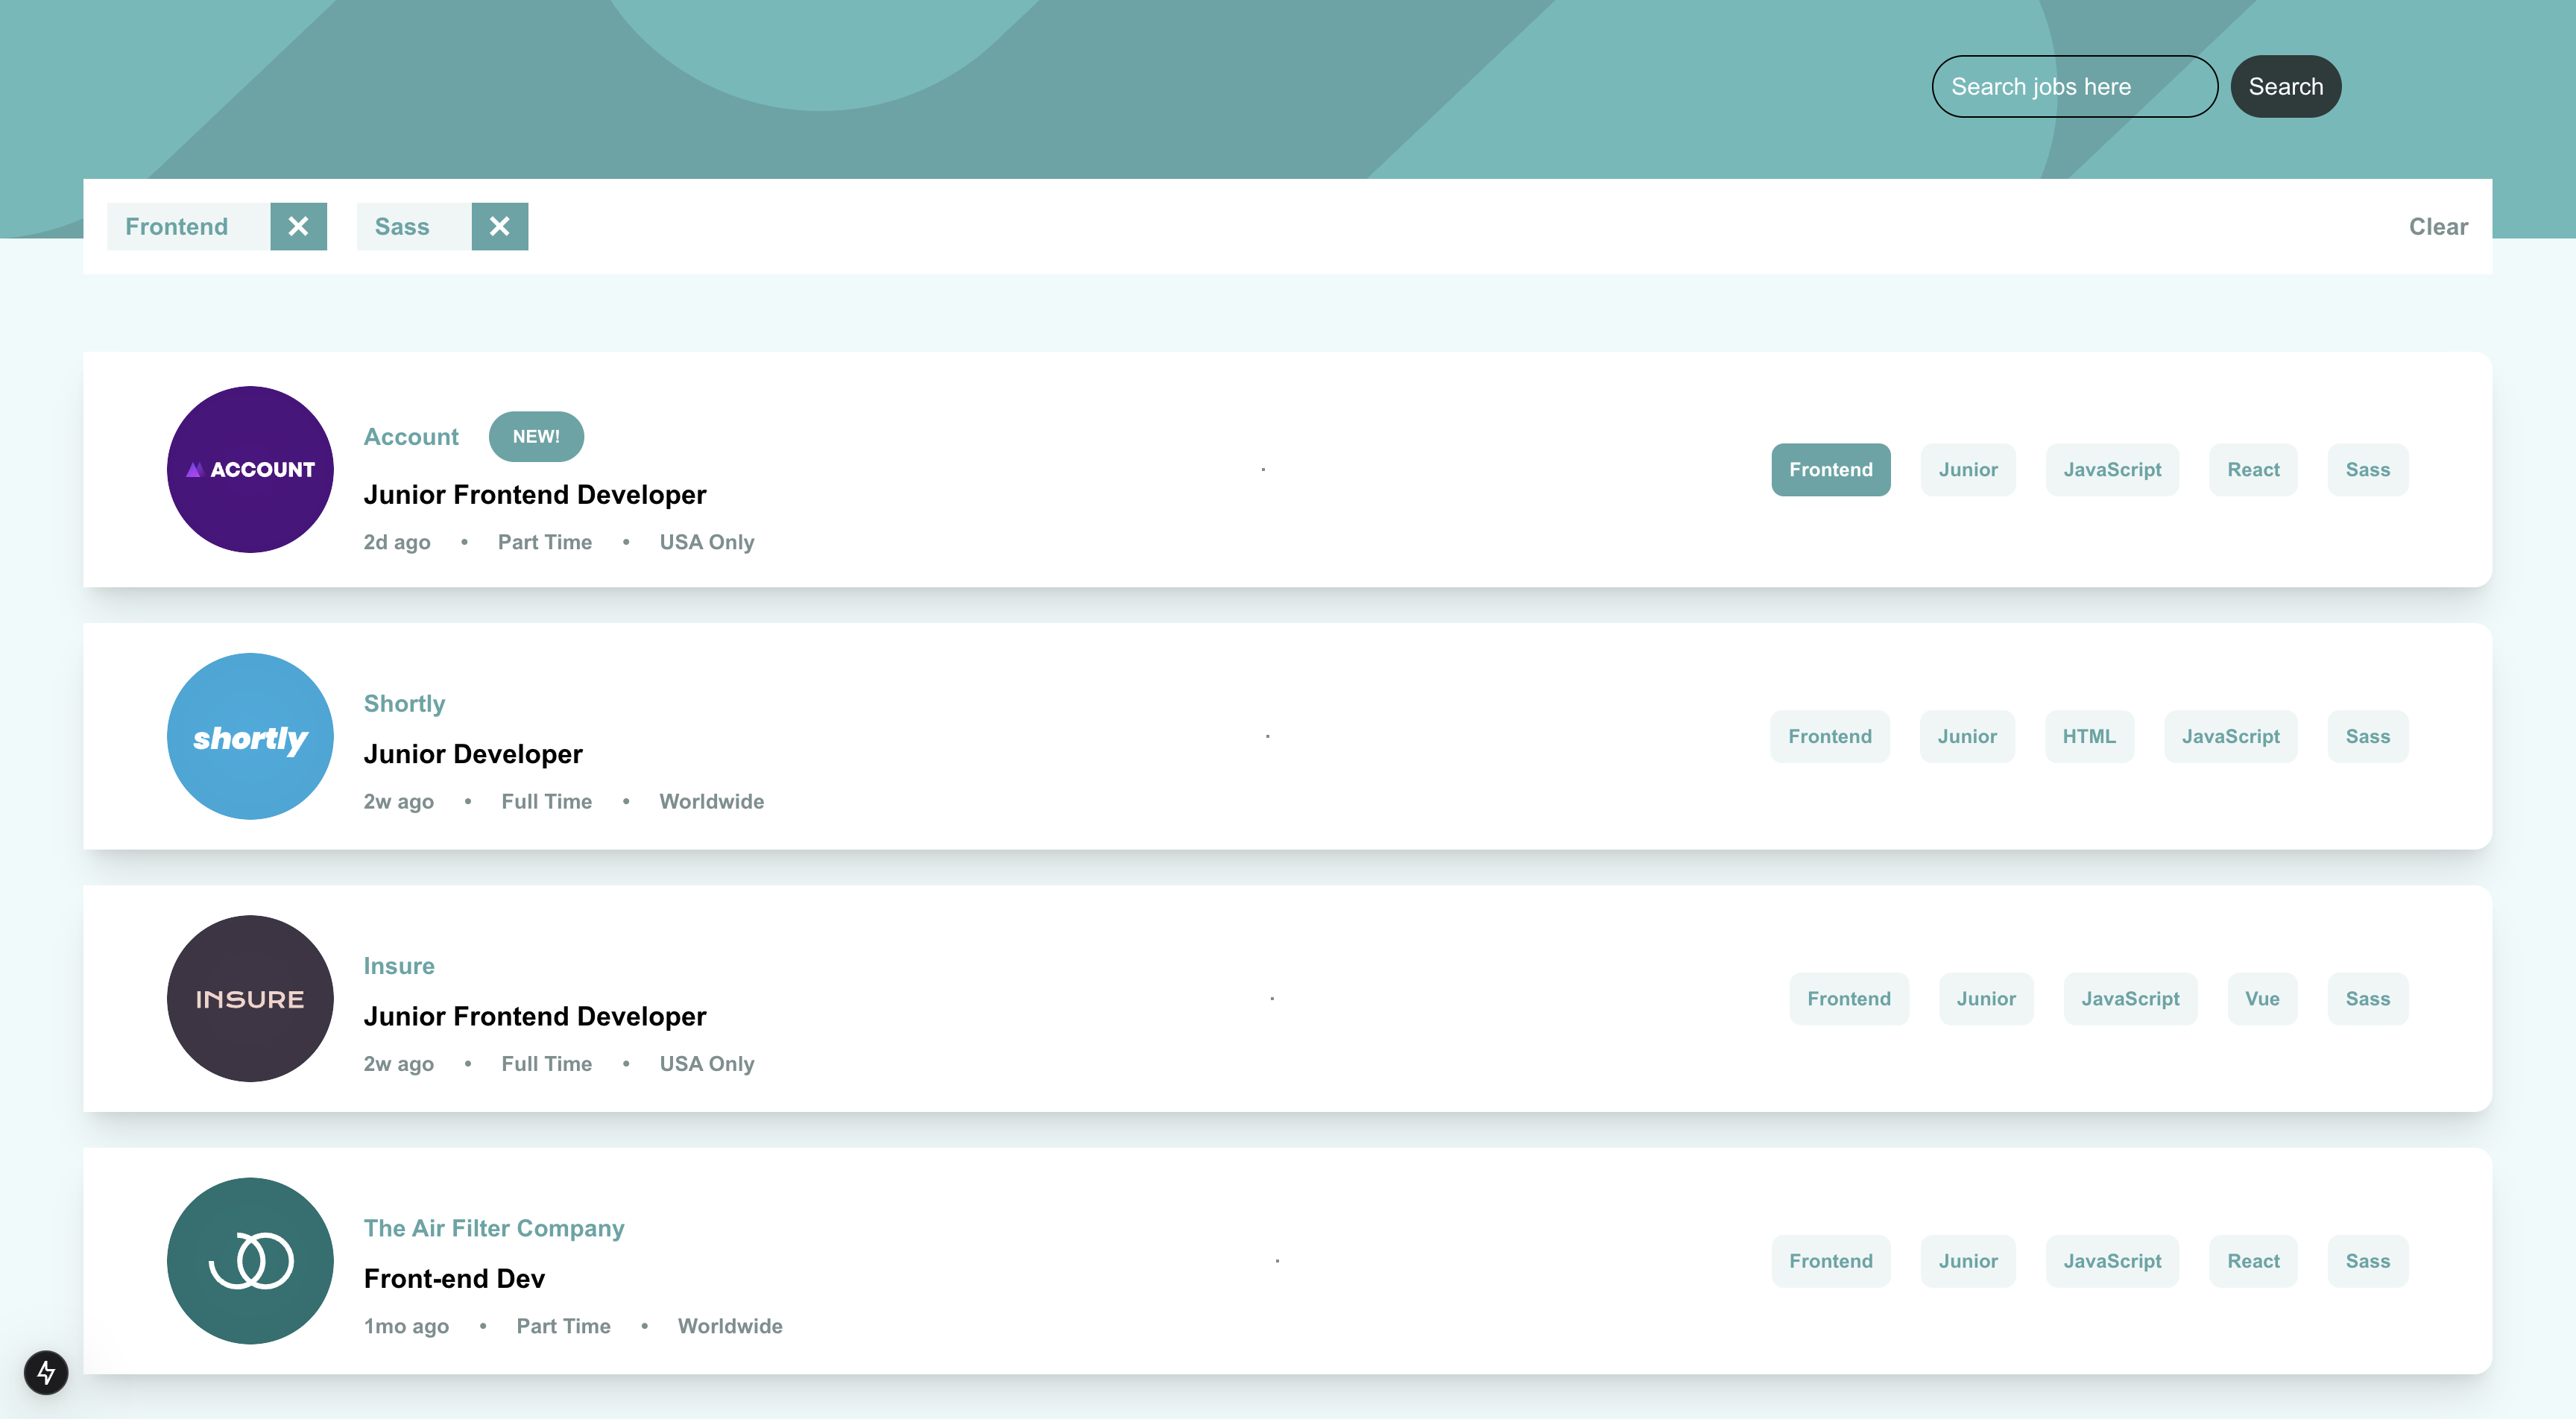 Search jobs here Search
Frontend Sass Clear
ACCOUNT
Account NEW!
Junior Frontend Developer
2d ago • Part Time • USA Only
Frontend Junior JavaScript React Sass
shortly
Shortly
Junior Developer
2w ago • Full Time • Worldwide
Frontend Junior HTML JavaScript Sass
INSURE
Insure
Junior Frontend Developer
2w ago • Full Time • USA Only
Frontend Junior JavaScript Vue Sass
The Air Filter Company
Front-end Dev
1mo ago • Part Time • Worldwide
Frontend Junior JavaScript React Sass